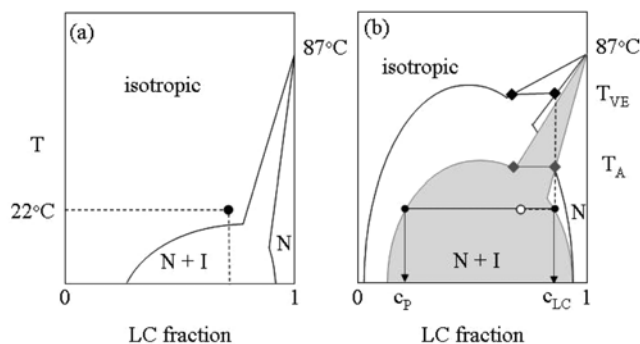 (a)
87°C
isotropic
T
22°C
N
N + I
0
1
LC fraction
(b)
87°C
isotropic
T_VE
T_A
N
N + I
0
c_P
c_LC
1
LC fraction